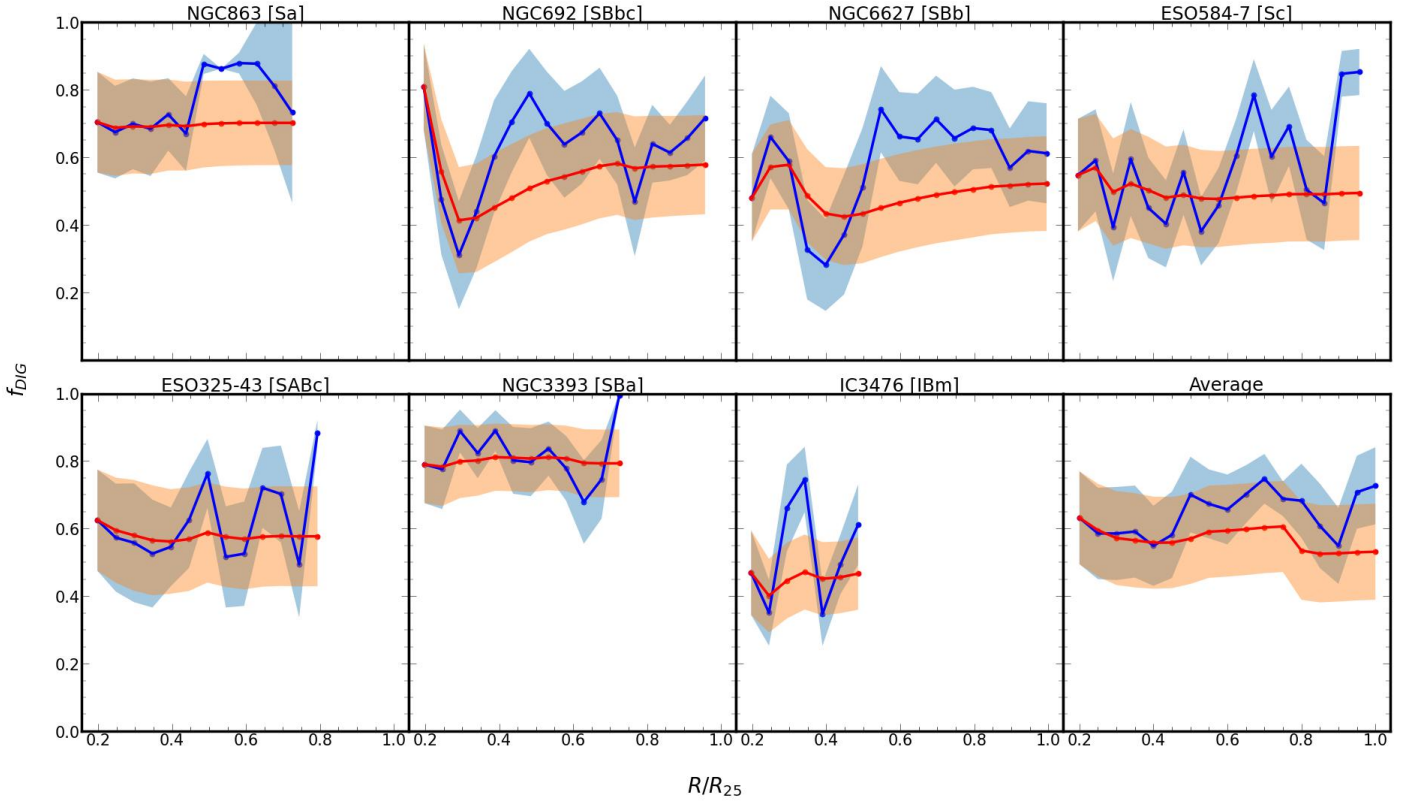 NGC863 [Sa] NGC692 [SBbc] NGC6627 [SBb] ESO584-7 [Sc]
1.0
0.8
0.6
0.4
0.2
f_DIG
ESO325-43 [SABc] NGC3393 [SBa] IC3476 [IBm] Average
1.0
0.8
0.6
0.4
0.2
0.0
0.2 0.4 0.6 0.8 1.0 0.2 0.4 0.6 0.8 1.0 0.2 0.4 0.6 0.8 1.0 0.2 0.4 0.6 0.8 1.0
R/R_25